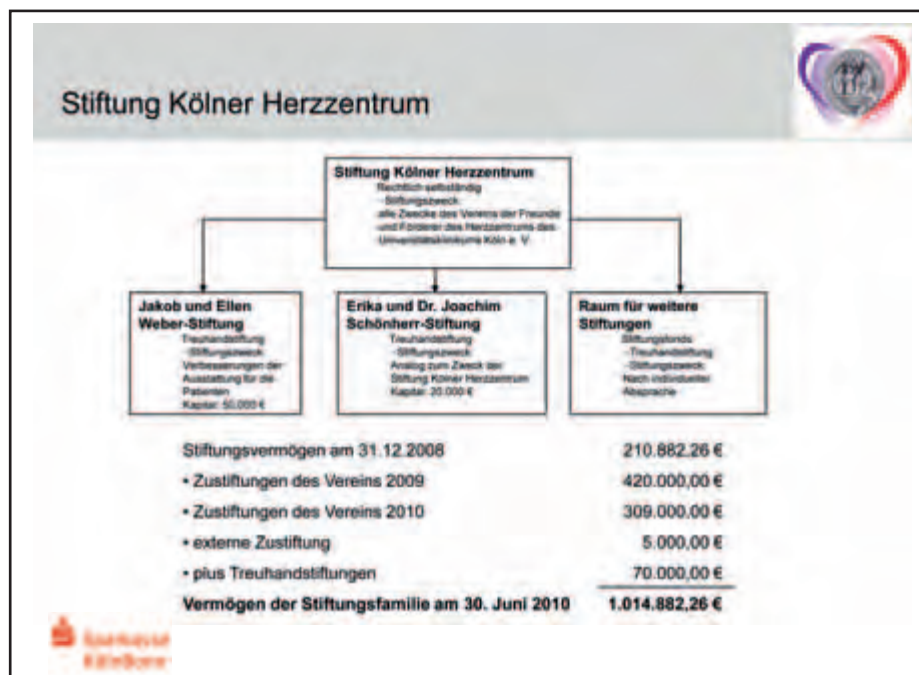 Stiftung Kölner Herzzentrum
Stiftung Kölner Herzzentrum
Rechtlich selbständig
-Stiftungszweck
alle Zwecke des Vereins der Freunde
und Förderer des Herzzentrums des
Universitätsklinikums Köln e. V.
Jakob und Ellen
Weber-Stiftung
Treuhandstiftung
-Stiftungszweck
Verbesserungen der
Ausstattung für die
Patienten
Kapital: 50.000 €
Erika und Dr. Joachim
Schönherr-Stiftung
Treuhandstiftung
-Stiftungszweck
Analog zum Zweck der
Stiftung Kölner Herzzentrum
Kapital: 20.000 €
Raum für weitere
Stiftungen
Stiftungsfonds
-Treuhandstiftung
-Stiftungszweck
Nach individueller
Absprache
Stiftungsvermögen am 31.12.2008 210.882,26 €
• Zustiftungen des Vereins 2009 420.000,00 €
• Zustiftungen des Vereins 2010 309.000,00 €
• externe Zustiftung 5.000,00 €
• plus Treuhandstiftungen 70.000,00 €
Vermögen der Stiftungsfamilie am 30. Juni 2010 1.014.882,26 €
Sparkasse
KölnBonn